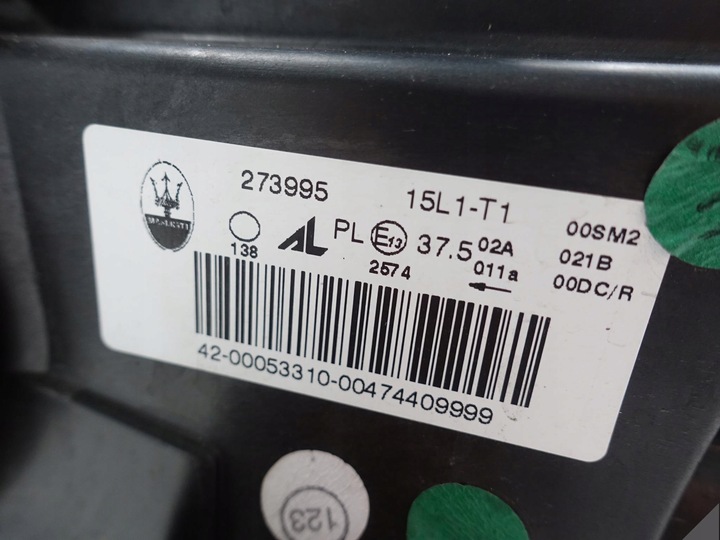 273995 15L1-T1
MASERATI
138 AL PL E13 37.5 02A 00SM2
2574 011a 021B
00DC/R
42-00053310-00474409999
123